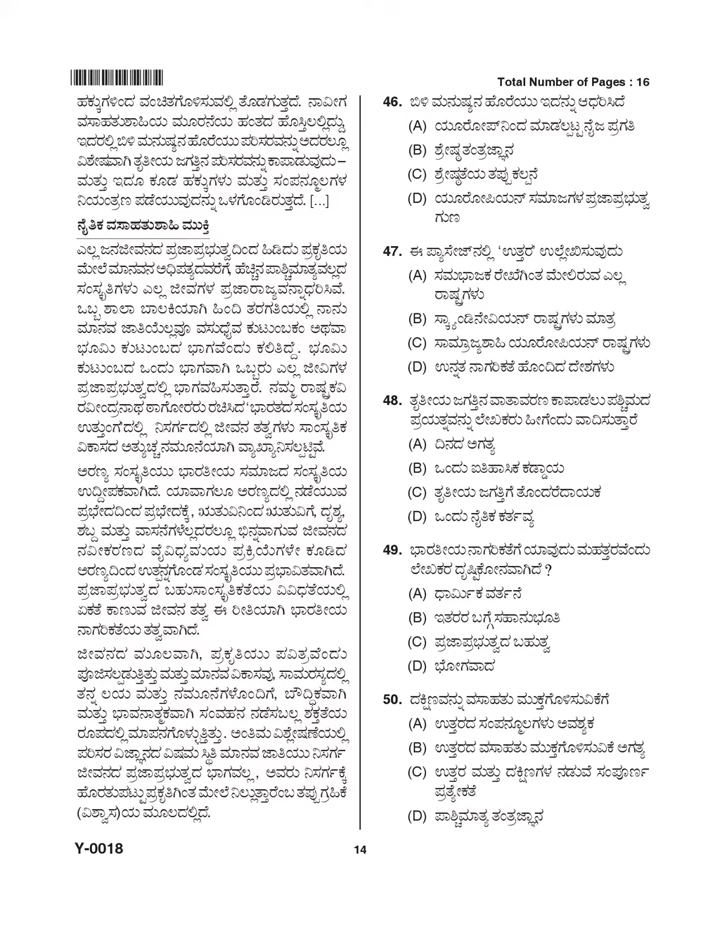 Total Number of Pages : 16
ಹಕ್ಕುಗಳಿಂದ ವಂಚಿತಗೊಳಿಸುವಲ್ಲಿ ತೊಡಗುತ್ತದೆ. ನಾವೀಗ
ವಸಾಹತುಶಾಹಿಯ ಮೂರನೆಯ ಹಂತದ ಹೊಸ್ತಿಲಲ್ಲಿದ್ದು,
ಇದರಲ್ಲಿ ಬಿಳಿ ಮನುಷ್ಯನ ಹೊರೆಯು ಪರಿಸರವನ್ನು ಅದರಲ್ಲೂ
ವಿಶೇಷವಾಗಿ ತೃತೀಯ ಜಗತ್ತಿನ ಪರಿಸರವನ್ನು ಕಾಪಾಡುವುದು –
ಮತ್ತು ಇದೂ ಕೂಡ ಹಕ್ಕುಗಳು ಮತ್ತು ಸಂಪನ್ಮೂಲಗಳ
ನಿಯಂತ್ರಣ ಪಡೆಯುವುದನ್ನು ಒಳಗೊಂಡಿರುತ್ತದೆ. [...]
ನೈತಿಕ ವಸಾಹತುಶಾಹಿ ಮುಕ್ತಿ
ಎಲ್ಲ ಜನಜೀವನದ ಪ್ರಜಾಪ್ರಭುತ್ವದಿಂದ ಹಿಡಿದು ಪ್ರಕೃತಿಯ
ಮೇಲೆ ಮಾನವನ ಅಧಿಪತ್ಯದವರೆಗೆ, ಹೆಚ್ಚಿನ ಪಾಶ್ಚಿಮಾತ್ಯವಲ್ಲದ
ಸಂಸ್ಕೃತಿಗಳು ಎಲ್ಲ ಜೀವಿಗಳ ಪ್ರಜಾರಾಜ್ಯವನ್ನಾಧರಿಸಿವೆ.
ಒಬ್ಬ ಶಾಲಾ ಬಾಲಕಿಯಾಗಿ ಹಿಂದಿ ತರಗತಿಯಲ್ಲಿ ನಾನು
ಮಾನವ ಜಾತಿಯೆಲ್ಲವೂ ವಸುಧೈವ ಕುಟುಂಬಕಂ ಅಥವಾ
ಭೂಮಿ ಕುಟುಂಬದ ಭಾಗವೆಂದು ಕಲಿತಿದ್ದೆ. ಭೂಮಿ
ಕುಟುಂಬದ ಒಂದು ಭಾಗವಾಗಿ ಒಬ್ಬರು ಎಲ್ಲ ಜೀವಿಗಳ
ಪ್ರಜಾಪ್ರಭುತ್ವದಲ್ಲಿ ಭಾಗವಹಿಸುತ್ತಾರೆ. ನಮ್ಮ ರಾಷ್ಟ್ರಕವಿ
ರವೀಂದ್ರನಾಥ ಠಾಗೋರರು ರಚಿಸಿದ 'ಭಾರತದ ಸಂಸ್ಕೃತಿಯ
ಉತ್ತುಂಗ'ದಲ್ಲಿ ನಿಸರ್ಗದಲ್ಲಿ ಜೀವನ ತತ್ವಗಳು ಸಾಂಸ್ಕೃತಿಕ
ವಿಕಾಸದ ಅತ್ಯುಚ್ಚ ನಮೂನೆಯಾಗಿ ವ್ಯಾಖ್ಯಾನಿಸಲ್ಪಟ್ಟಿವೆ.
ಅರಣ್ಯ ಸಂಸ್ಕೃತಿಯು ಭಾರತೀಯ ಸಮಾಜದ ಸಂಸ್ಕೃತಿಯ
ಉದ್ದೀಪಕವಾಗಿದೆ. ಯಾವಾಗಲೂ ಅರಣ್ಯದಲ್ಲಿ ನಡೆಯುವ
ಪ್ರಭೇದದಿಂದ ಪ್ರಭೇದಕ್ಕೆ, ಋತುವಿನಿಂದ ಋತುವಿಗೆ, ದೃಶ್ಯ,
ಶಬ್ದ ಮತ್ತು ವಾಸನೆಗಳೆಲ್ಲದರಲ್ಲೂ ಭಿನ್ನವಾಗುವ ಜೀವನದ
ನವೀಕರಣದ ವೈವಿಧ್ಯಮಯ ಪ್ರಕ್ರಿಯೆಗಳೇ ಕೂಡಿದ
ಅರಣ್ಯದಿಂದ ಉತ್ಪನ್ನಗೊಂಡ ಸಂಸ್ಕೃತಿಯು ಪ್ರಭಾವಿತವಾಗಿದೆ.
ಪ್ರಜಾಪ್ರಭುತ್ವದ ಬಹುಸಾಂಸ್ಕೃತಿಕತೆಯ ವಿವಿಧತೆಯಲ್ಲಿ
ಏಕತೆ ಕಾಣುವ ಜೀವನ ತತ್ವ ಈ ರೀತಿಯಾಗಿ ಭಾರತೀಯ
ನಾಗರಿಕತೆಯ ತತ್ವವಾಗಿದೆ.
ಜೀವನದ ಮೂಲವಾಗಿ, ಪ್ರಕೃತಿಯು ಪವಿತ್ರವೆಂದು
ಪೂಜಿಸಲ್ಪಡುತ್ತಿತ್ತು ಮತ್ತು ಮಾನವ ವಿಕಾಸವು, ಸಾಮರಸ್ಯದಲ್ಲಿ
ತನ್ನ ಲಯ ಮತ್ತು ನಮೂನೆಗಳೊಂದಿಗೆ, ಬೌದ್ಧಿಕವಾಗಿ
ಮತ್ತು ಭಾವನಾತ್ಮಕವಾಗಿ ಸಂವಹನ ನಡೆಸಬಲ್ಲ ಶಕ್ತತೆಯ
ರೂಪದಲ್ಲಿ ಮಾಪನಗೊಳ್ಳುತ್ತಿತ್ತು. ಅಂತಿಮ ವಿಶ್ಲೇಷಣೆಯಲ್ಲಿ
ಪರಿಸರ ವಿಜ್ಞಾನದ ವಿಷಮ ಸ್ಥಿತಿ ಮಾನವ ಜಾತಿಯು ನಿಸರ್ಗ
ಜೀವನದ ಪ್ರಜಾಪ್ರಭುತ್ವದ ಭಾಗವಲ್ಲ, ಅವರು ನಿಸರ್ಗಕ್ಕೆ
ಹೊರತುಪಟ್ಟು ಪ್ರಕೃತಿಗಿಂತ ಮೇಲೆ ನಿಲ್ಲುತ್ತಾರೆಂಬ ತಪ್ಪು ಗ್ರಹಿಕೆ
(ವಿಶ್ವಾಸ)ಯ ಮೂಲದಲ್ಲಿದೆ.
46. ಬಿಳಿ ಮನುಷ್ಯನ ಹೊರೆಯು ಇದನ್ನು ಆಧರಿಸಿದೆ
(A) ಯೂರೋಪ್‌ನಿಂದ ಮಾಡಲ್ಪಟ್ಟ ನೈಜ ಪ್ರಗತಿ
(B) ಶ್ರೇಷ್ಠ ತಂತ್ರಜ್ಞಾನ
(C) ಶ್ರೇಷ್ಠತೆಯ ತಪ್ಪು ಕಲ್ಪನೆ
(D) ಯೂರೋಪಿಯನ್ ಸಮಾಜಗಳ ಪ್ರಜಾಪ್ರಭುತ್ವ
ಗುಣ
47. ಈ ಪ್ಯಾಸೇಜ್‌ನಲ್ಲಿ 'ಉತ್ತರ' ಉಲ್ಲೇಖಿಸುವುದು
(A) ಸಮಭಾಜಕ ರೇಖೆಗಿಂತ ಮೇಲಿರುವ ಎಲ್ಲ
ರಾಷ್ಟ್ರಗಳು
(B) ಸ್ಕ್ಯಾಂಡಿನೇವಿಯನ್ ರಾಷ್ಟ್ರಗಳು ಮಾತ್ರ
(C) ಸಾಮ್ರಾಜ್ಯಶಾಹಿ ಯೂರೋಪಿಯನ್ ರಾಷ್ಟ್ರಗಳು
(D) ಉನ್ನತ ನಾಗರಿಕತೆ ಹೊಂದಿದ ದೇಶಗಳು
48. ತೃತೀಯ ಜಗತ್ತಿನ ವಾತಾವರಣ ಕಾಪಾಡಲು ಪಶ್ಚಿಮದ
ಪ್ರಯತ್ನವನ್ನು ಲೇಖಕರು ಹೀಗೆಂದು ವಾದಿಸುತ್ತಾರೆ
(A) ದಿನದ ಅಗತ್ಯ
(B) ಒಂದು ಐತಿಹಾಸಿಕ ಕಡ್ಡಾಯ
(C) ತೃತೀಯ ಜಗತ್ತಿಗೆ ತೊಂದರೆದಾಯಕ
(D) ಒಂದು ನೈತಿಕ ಕರ್ತವ್ಯ
49. ಭಾರತೀಯ ನಾಗರಿಕತೆಗೆ ಯಾವುದು ಮಹತ್ತರವೆಂದು
ಲೇಖಕರ ದೃಷ್ಟಿಕೋನವಾಗಿದೆ ?
(A) ಧಾರ್ಮಿಕ ವರ್ತನೆ
(B) ಇತರರ ಬಗ್ಗೆ ಸಹಾನುಭೂತಿ
(C) ಪ್ರಜಾಪ್ರಭುತ್ವದ ಬಹುತ್ವ
(D) ಭೋಗವಾದ
50. ದಕ್ಷಿಣವನ್ನು ವಸಾಹತು ಮುಕ್ತಗೊಳಿಸುವಿಕೆಗೆ
(A) ಉತ್ತರದ ಸಂಪನ್ಮೂಲಗಳು ಅವಶ್ಯಕ
(B) ಉತ್ತರದ ವಸಾಹತು ಮುಕ್ತಗೊಳಿಸುವಿಕೆ ಅಗತ್ಯ
(C) ಉತ್ತರ ಮತ್ತು ದಕ್ಷಿಣಗಳ ನಡುವೆ ಸಂಪೂರ್ಣ
ಪ್ರತ್ಯೇಕತೆ
(D) ಪಾಶ್ಚಿಮಾತ್ಯ ತಂತ್ರಜ್ಞಾನ
Y-0018
14